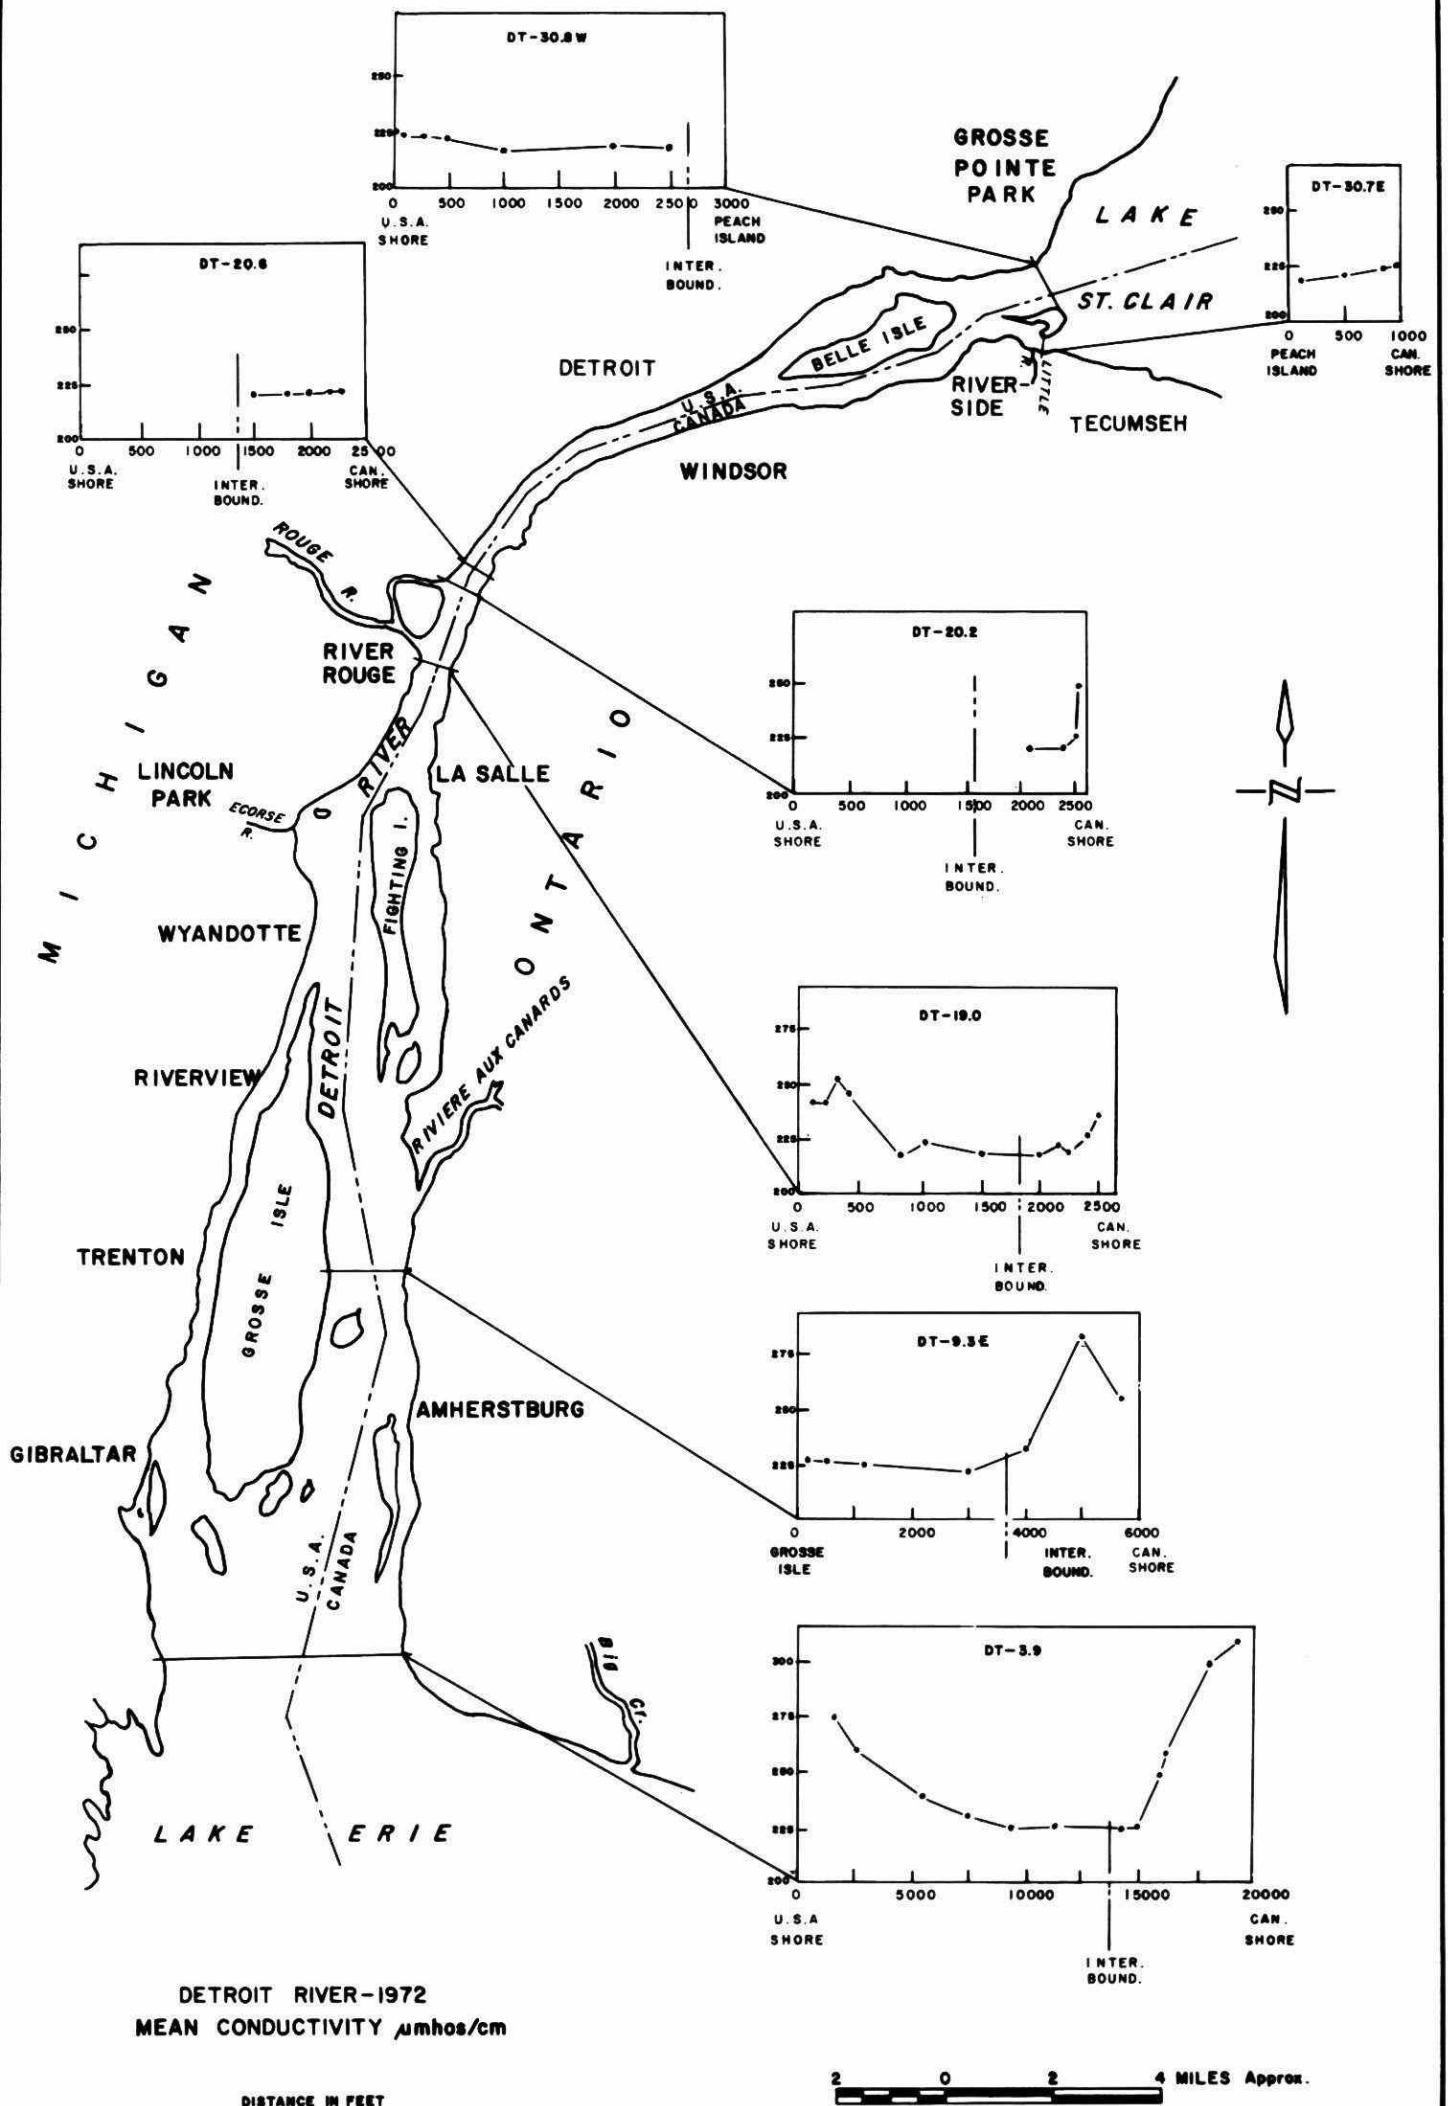 DT-30.8W
250
225
200
0 500 1000 1500 2000 2500 3000
U.S.A.
SHORE
PEACH
ISLAND
INTER.
BOUND.
GROSSE
POINTE
PARK
LAKE
ST. CLAIR
DT-30.7E
250
225
200
0 500 1000
PEACH
ISLAND
CAN.
SHORE
DT-20.6
250
225
200
0 500 1000 1500 2000 2500
U.S.A.
SHORE
INTER.
BOUND.
CAN.
SHORE
BELLE ISLE
DETROIT
U.S.A.
CANADA
RIVER-
SIDE
LITTLE
R.
TECUMSEH
WINDSOR
ROUGE R.
RIVER
ROUGE
MICHIGAN
ONTARIO
DT-20.2
250
225
200
0 500 1000 1500 2000 2500
U.S.A.
SHORE
CAN.
SHORE
INTER.
BOUND.
N
LINCOLN
PARK
ECORSE
R.
DETROIT RIVER
LA SALLE
FIGHTING I.
WYANDOTTE
RIVIERE AUX CANARDS
RIVERVIEW
DT-19.0
275
250
225
200
0 500 1000 1500 2000 2500
U.S.A.
SHORE
CAN.
SHORE
INTER.
BOUND.
TRENTON
GROSSE ISLE
DT-9.3E
275
250
225
0 2000 4000 6000
GROSSE
ISLE
INTER.
BOUND.
CAN.
SHORE
AMHERSTBURG
GIBRALTAR
U.S.A.
CANADA
BIG Cr.
DT-3.9
300
275
250
225
200
0 5000 10000 15000 20000
U.S.A
SHORE
CAN.
SHORE
INTER.
BOUND.
LAKE ERIE
DETROIT RIVER-1972
MEAN CONDUCTIVITY µmhos/cm
DISTANCE IN FEET
2 0 2 4 MILES Approx.